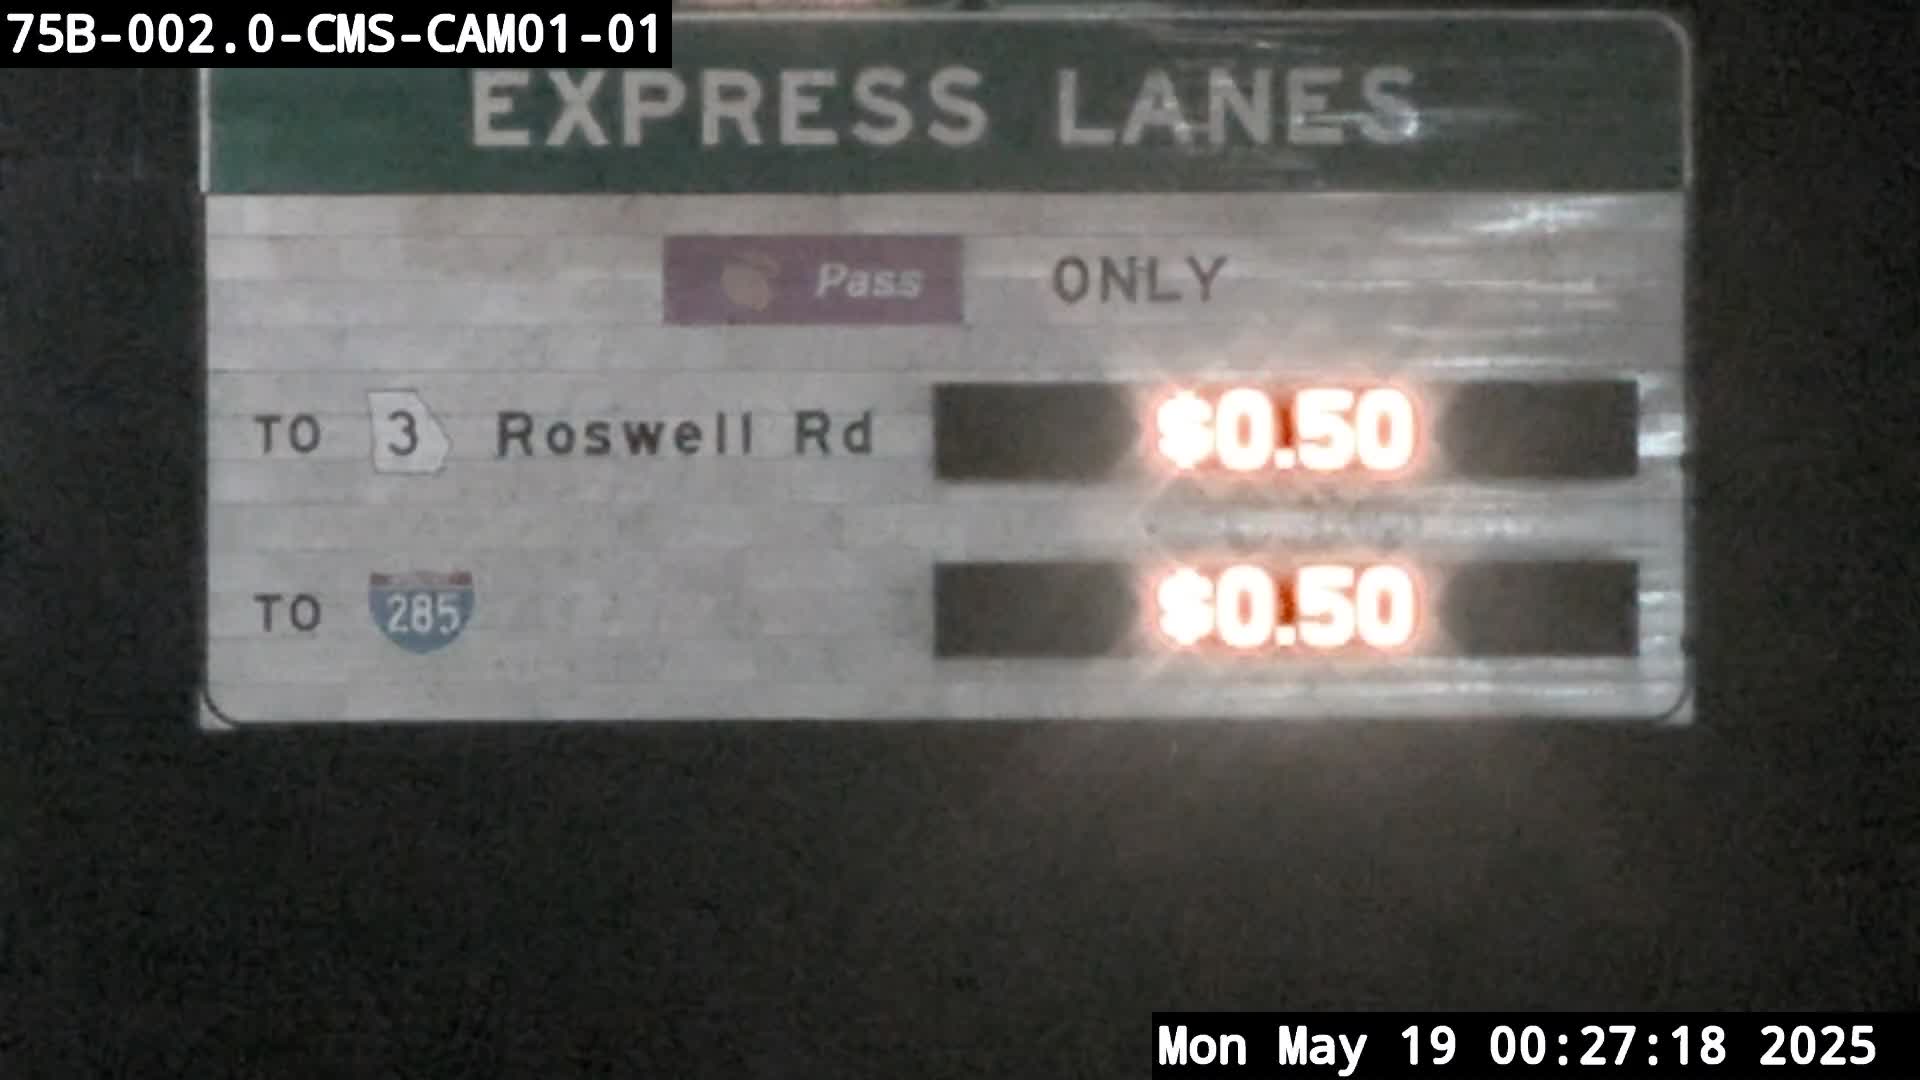 75B-002.0-CMS-CAM01-01
EXPRESS LANES
Pass ONLY
TO 3 Roswell Rd $0.50
TO 285 $0.50
Mon May 19 00:27:18 2025